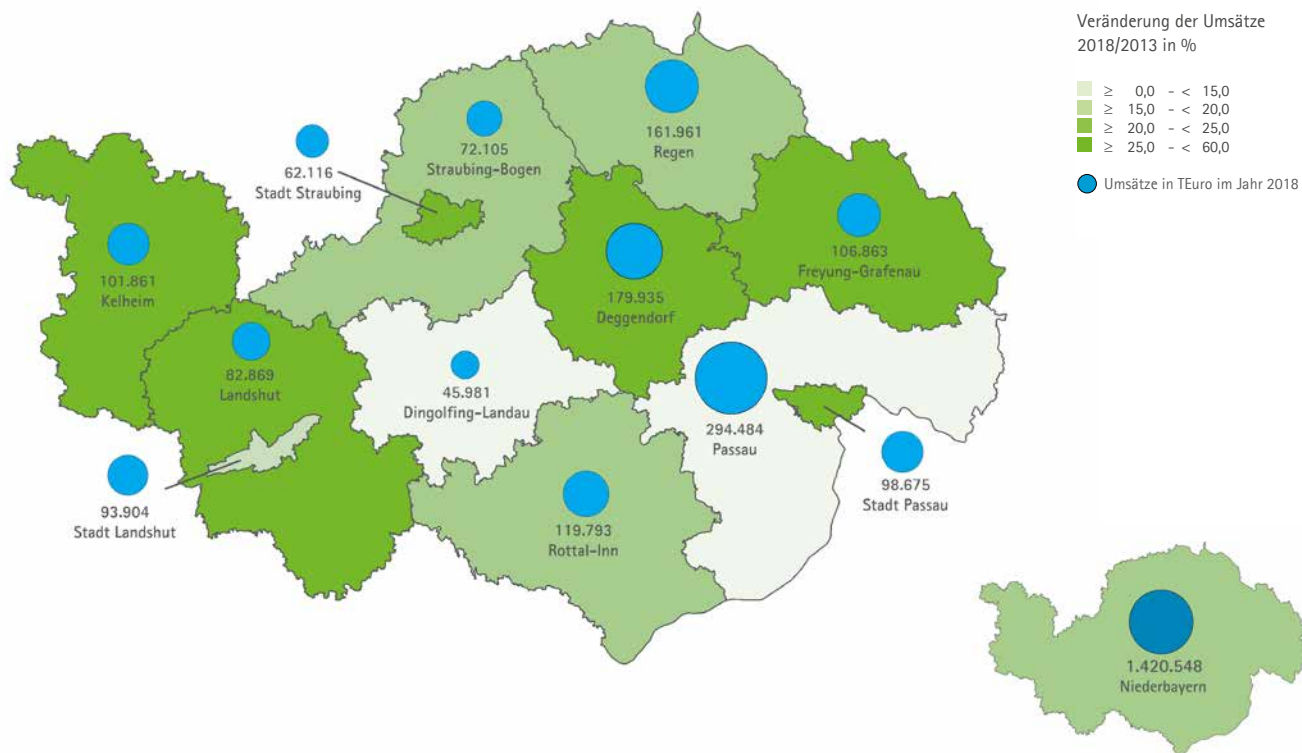 Veränderung der Umsätze
2018/2013 in %
≥ 0,0 - < 15,0
≥ 15,0 - < 20,0
≥ 20,0 - < 25,0
≥ 25,0 - < 60,0
Umsätze in TEuro im Jahr 2018
161.961
Regen
72.105
Straubing-Bogen
62.116
Stadt Straubing
106.863
Freyung-Grafenau
101.861
Kelheim
179.935
Deggendorf
82.869
Landshut
45.981
Dingolfing-Landau
294.484
Passau
98.675
Stadt Passau
93.904
Stadt Landshut
119.793
Rottal-Inn
1.420.548
Niederbayern